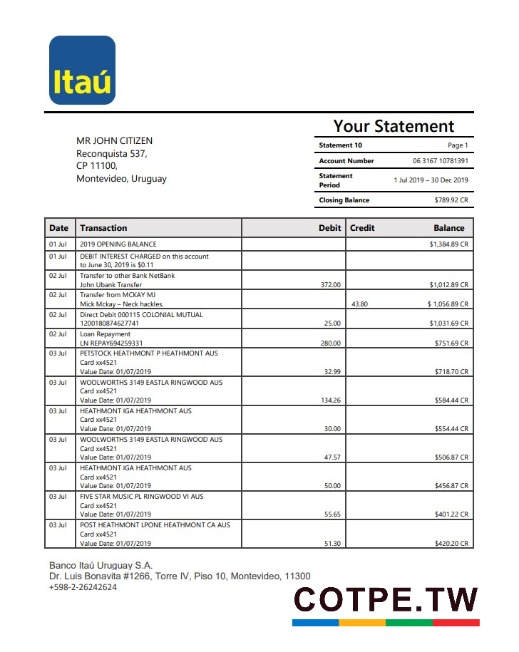 Itaú
Your Statement
MR JOHN CITIZEN
Reconquista 537,
CP 11100,
Montevideo, Uruguay
Statement 10 Page 1
Account Number 06 3167 10781391
Statement Period 1 Jul 2019 – 30 Dec 2019
Closing Balance $789.92 CR
Date Transaction Debit Credit Balance
01 Jul 2019 OPENING BALANCE $1,384.89 CR
01 Jul DEBIT INTEREST CHARGED on this account
to June 30, 2019 is $0.11
02 Jul Transfer to other Bank NetBank
John Ubank Transfer 372.00 $1,012.89 CR
02 Jul Transfer from MCKAY MJ
Mick Mckay – Neck hackles. 43.80 $ 1,056.89 CR
02 Jul Direct Debit 000115 COLONIAL MUTUAL
1200180874627741 25.00 $1,031.69 CR
02 Jul Loan Repayment
LN REPAY694259331 280.00 $751.69 CR
03 Jul PETSTOCK HEATHMONT P HEATHMONT AUS
Card xx4521
Value Date: 01/07/2019 32.99 $718.70 CR
03 Jul WOOLWORTHS 3149 EASTLA RINGWOOD AUS
Card xx4521
Value Date: 01/07/2019 134.26 $584.44 CR
03 Jul HEATHMONT IGA HEATHMONT AUS
Card xx4521
Value Date: 01/07/2019 30.00 $554.44 CR
03 Jul WOOLWORTHS 3149 EASTLA RINGWOOD AUS
Card xx4521
Value Date: 01/07/2019 47.57 $506.87 CR
03 Jul HEATHMONT IGA HEATHMONT AUS
Card xx4521
Value Date: 01/07/2019 50.00 $456.87 CR
03 Jul FIVE STAR MUSIC PL RINGWOOD VI AUS
Card xx4521
Value Date: 01/07/2019 55.65 $401.22 CR
03 Jul POST HEATHMONT LPONE HEATHMONT CA AUS
Card xx4521
Value Date: 01/07/2019 51.30 $420.20 CR
Banco Itaú Uruguay S.A.
Dr. Luis Bonavita #1266, Torre IV, Piso 10, Montevideo, 11300
+598-2-26242624
COTPE.TW